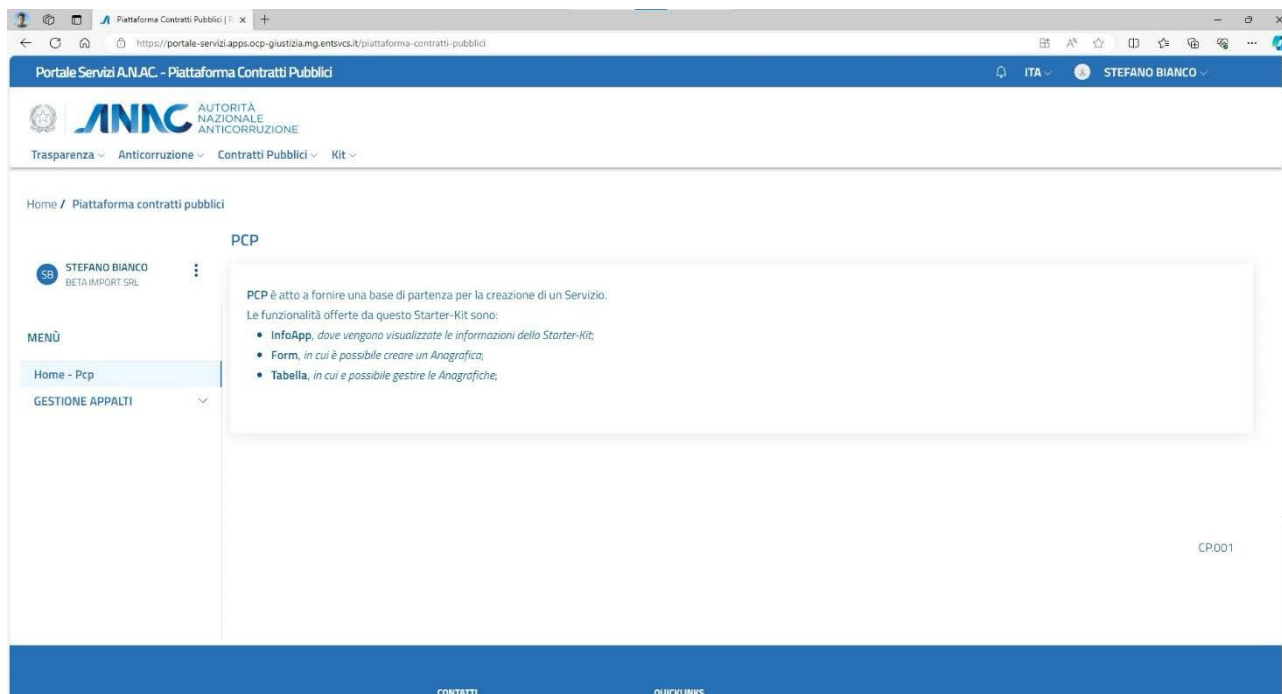 Piattaforma Contratti Pubblici | P
https://portale-servizi.apps.ocp-giustizia.mg.entsvcs.it/piattaforma-contratti-pubblici
Portale Servizi A.N.AC. - Piattaforma Contratti Pubblici
ITA
STEFANO BIANCO
ANAC
AUTORITÀ
NAZIONALE
ANTICORRUZIONE
Trasparenza Anticorruzione Contratti Pubblici Kit
Home / Piattaforma contratti pubblici
PCP
SB
STEFANO BIANCO
BETA IMPORT SRL
PCP è atto a fornire una base di partenza per la creazione di un Servizio.
Le funzionalità offerte da questo Starter-Kit sono:
• InfoApp, dove vengono visualizzate le informazioni dello Starter-Kit;
• Form, in cui è possibile creare un Anagrafica;
• Tabella, in cui e possibile gestire le Anagrafiche;
MENÙ
Home - Pcp
GESTIONE APPALTI
CP.001
CONTATTI
QUICKLINKS